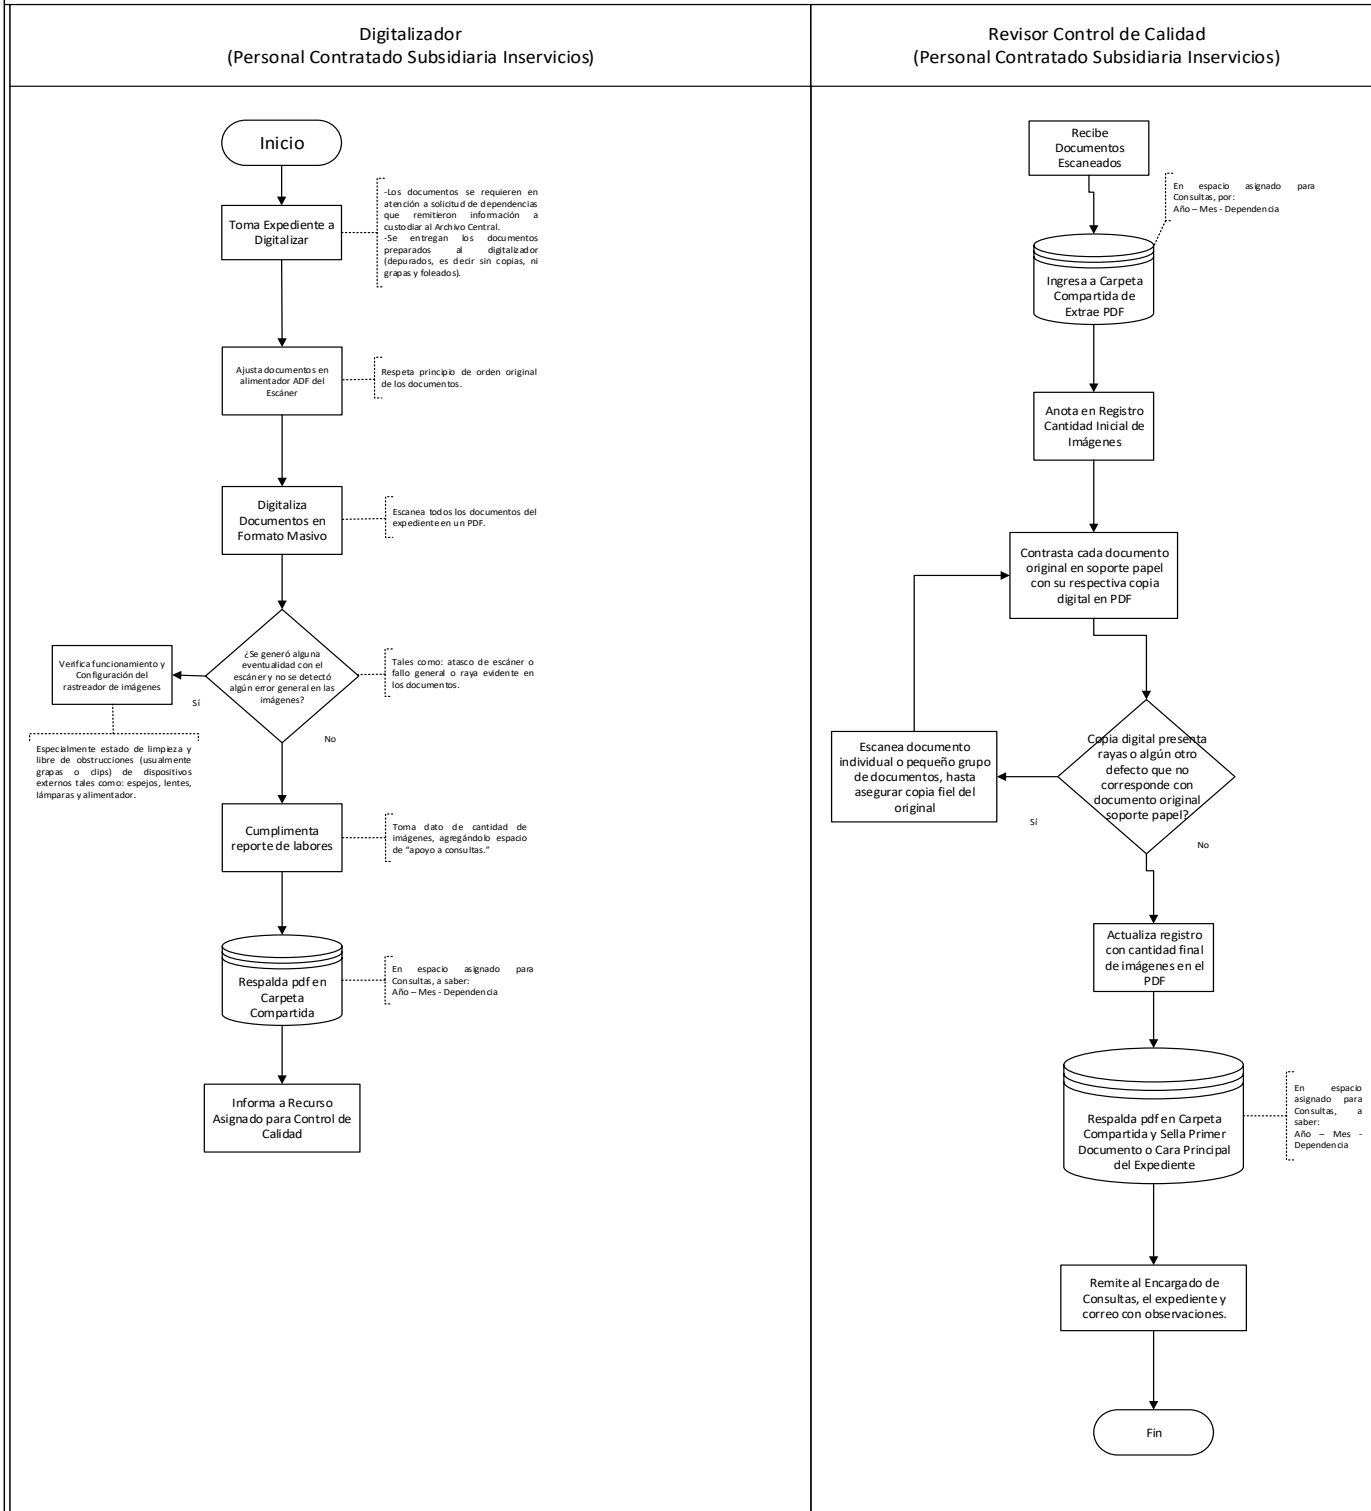 Digitalizador
(Personal Contratado Subsidiaria Inservicios)
Revisor Control de Calidad
(Personal Contratado Subsidiaria Inservicios)
Inicio
Toma Expediente a
Digitalizar
-Los documentos se requieren en
atención a solicitud de dependencias
que remitieron información a
custodiar al Archivo Central.
-Se entregan los documentos
preparados al digitalizador
(depurados, es decir sin copias, ni
grapas y foleados).
Ajusta documentos en
alimentador ADF del
Escáner
Respeta principio de orden original
de los documentos.
Digitaliza
Documentos en
Formato Masivo
Escanea todos los documentos del
expediente en un PDF.
¿Se generó alguna
eventualidad con el
escáner y no se detectó
algún error general en las
imágenes?
Tales como: atasco de escáner o
fallo general o raya evidente en
los documentos.
Verifica funcionamiento y
Configuración del
rastreador de imágenes
Sí
No
Especialmente estado de limpieza y
libre de obstrucciones (usualmente
grapas o clips) de dispositivos
externos tales como: espejos, lentes,
lámparas y alimentador.
Cumplimenta
reporte de labores
Toma dato de cantidad de
imágenes, agregándolo espacio
de “apoyo a consultas.”
Respalda pdf en
Carpeta
Compartida
En espacio asignado para
Consultas, a saber:
Año – Mes - Dependencia
Informa a Recurso
Asignado para Control de
Calidad
Recibe
Documentos
Escaneados
En espacio asignado para
Consultas, por:
Año – Mes - Dependencia
Ingresa a Carpeta
Compartida de
Extrae PDF
Anota en Registro
Cantidad Inicial de
Imágenes
Contrasta cada documento
original en soporte papel
con su respectiva copia
digital en PDF
Copia digital presenta
rayas o algún otro
defecto que no
corresponde con
documento original
soporte papel?
Escanea documento
individual o pequeño grupo
de documentos, hasta
asegurar copia fiel del
original
Sí
No
Actualiza registro
con cantidad final
de imágenes en el
PDF
Respalda pdf en Carpeta
Compartida y Sella Primer
Documento o Cara Principal
del Expediente
En espacio
asignado para
Consultas, a
saber:
Año – Mes -
Dependencia
Remite al Encargado de
Consultas, el expediente y
correo con observaciones.
Fin